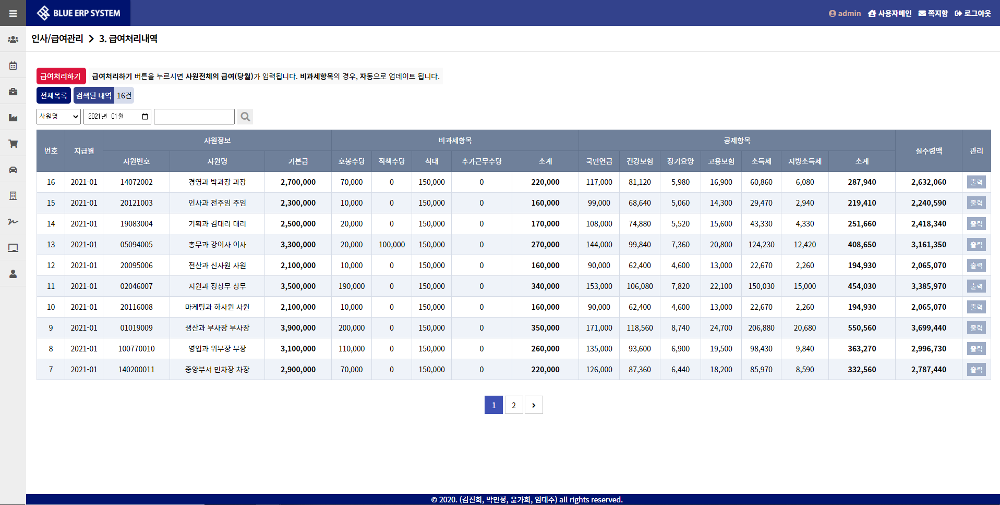 BLUE ERP SYSTEM
admin 사용자메인 쪽지함 로그아웃
인사/급여관리 > 3. 급여처리내역
급여처리하기 급여처리하기 버튼을 누르시면 사원전체의 급여(당월)가 입력됩니다. 비과세항목의 경우, 자동으로 업데이트 됩니다.
전체목록 검색된 내역 16건
사원명 2021년 01월
번호 지급월 사원정보 비과세항목 공제항목 실수령액 관리
사원번호 사원명 기본금 호봉수당 직책수당 식대 추가근무수당 소계 국민연금 건강보험 장기요양 고용보험 소득세 지방소득세 소계
16 2021-01 14072002 경영과 박과장 과장 2,700,000 70,000 0 150,000 0 220,000 117,000 81,120 5,980 16,900 60,860 6,080 287,940 2,632,060 출력
15 2021-01 20121003 인사과 전주임 주임 2,300,000 10,000 0 150,000 0 160,000 99,000 68,640 5,060 14,300 29,470 2,940 219,410 2,240,590 출력
14 2021-01 19083004 기획과 김대리 대리 2,500,000 20,000 0 150,000 0 170,000 108,000 74,880 5,520 15,600 43,330 4,330 251,660 2,418,340 출력
13 2021-01 05094005 총무과 강이사 이사 3,300,000 20,000 100,000 150,000 0 270,000 144,000 99,840 7,360 20,800 124,230 12,420 408,650 3,161,350 출력
12 2021-01 20095006 전산과 신사원 사원 2,100,000 10,000 0 150,000 0 160,000 90,000 62,400 4,600 13,000 22,670 2,260 194,930 2,065,070 출력
11 2021-01 02046007 지원과 정상무 상무 3,500,000 190,000 0 150,000 0 340,000 153,000 106,080 7,820 22,100 150,030 15,000 454,030 3,385,970 출력
10 2021-01 20116008 마케팅과 하사원 사원 2,100,000 10,000 0 150,000 0 160,000 90,000 62,400 4,600 13,000 22,670 2,260 194,930 2,065,070 출력
9 2021-01 01019009 생산과 부사장 부사장 3,900,000 200,000 0 150,000 0 350,000 171,000 118,560 8,740 24,700 206,880 20,680 550,560 3,699,440 출력
8 2021-01 100770010 영업과 위부장 부장 3,100,000 110,000 0 150,000 0 260,000 135,000 93,600 6,900 19,500 98,430 9,840 363,270 2,996,730 출력
7 2021-01 140200011 중앙부서 민차장 차장 2,900,000 70,000 0 150,000 0 220,000 126,000 87,360 6,440 18,200 85,970 8,590 332,560 2,787,440 출력
1 2 >
© 2020. (김진희, 박민정, 윤가희, 임태주) all rights reserved.